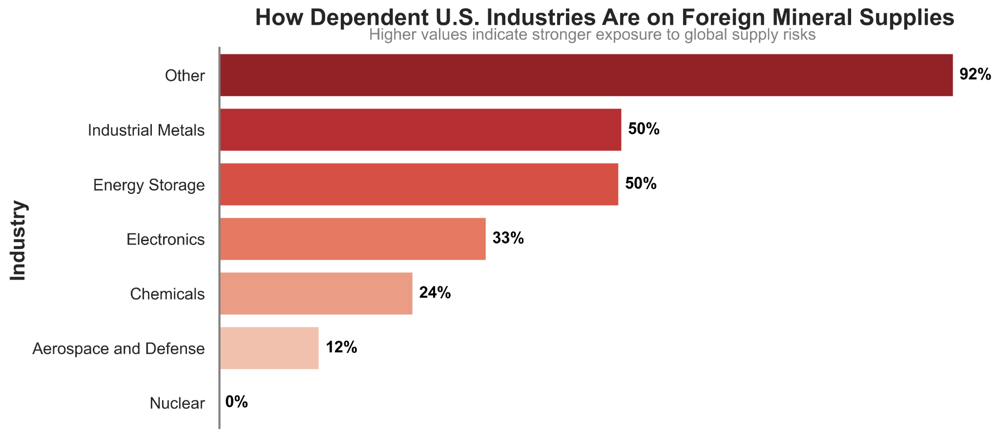 How Dependent U.S. Industries Are on Foreign Mineral Supplies
Higher values indicate stronger exposure to global supply risks
Industry
Other 92%
Industrial Metals 50%
Energy Storage 50%
Electronics 33%
Chemicals 24%
Aerospace and Defense 12%
Nuclear 0%